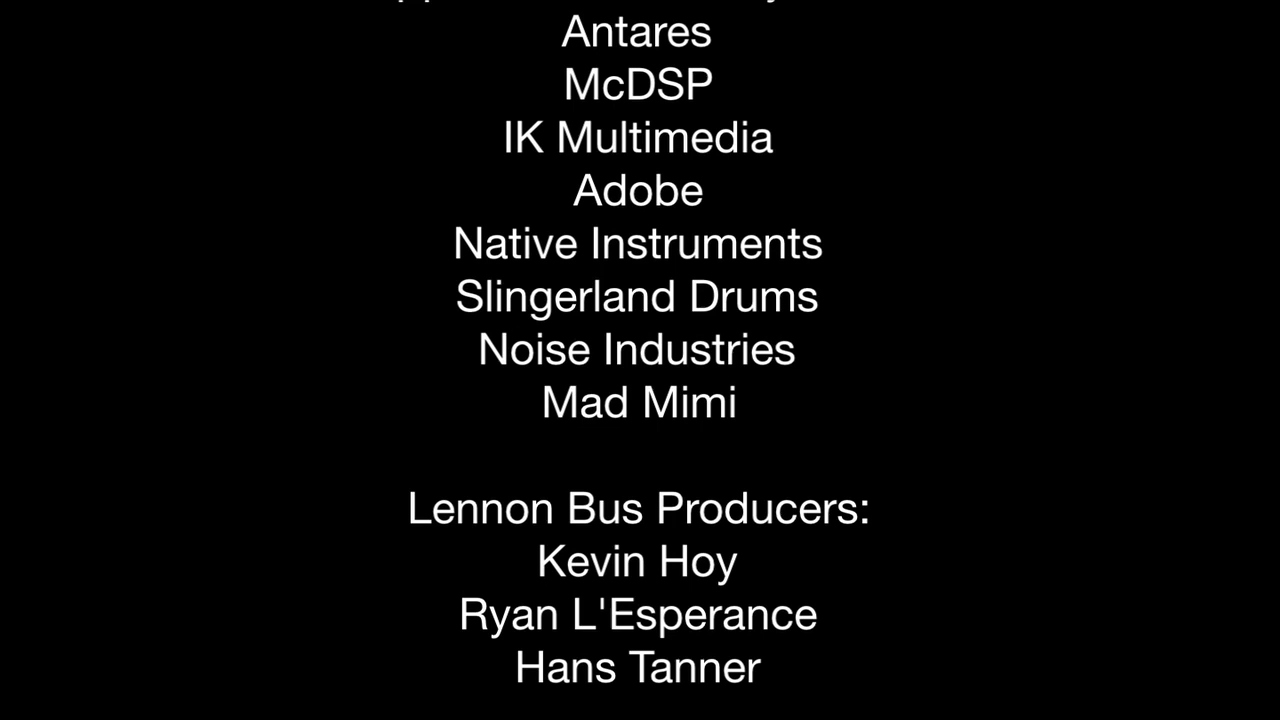 Antares
McDSP
IK Multimedia
Adobe
Native Instruments
Slingerland Drums
Noise Industries
Mad Mimi
Lennon Bus Producers:
Kevin Hoy
Ryan L'Esperance
Hans Tanner